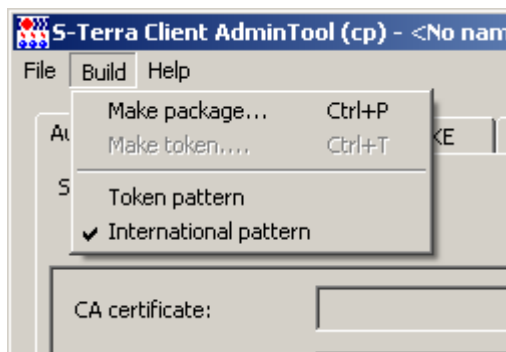 S-Terra Client AdminTool (cp) - <No nam
File Build Help
Make package... Ctrl+P
Make token.... Ctrl+T
Token pattern
International pattern
CA certificate: